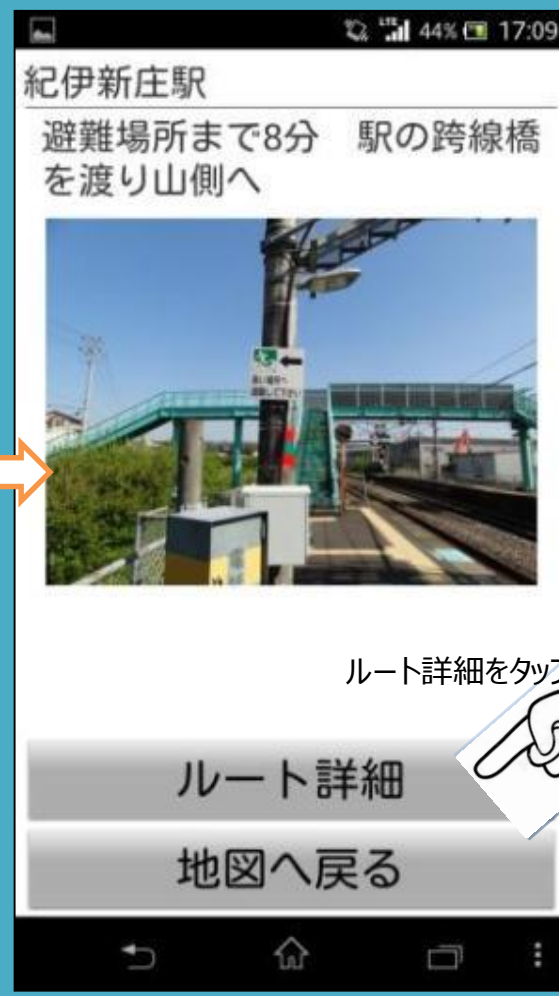 LTE 44% 17:09
紀伊新庄駅
避難場所まで8分　駅の跨線橋
を渡り山側へ
ルート詳細をタップ
ルート詳細
地図へ戻る